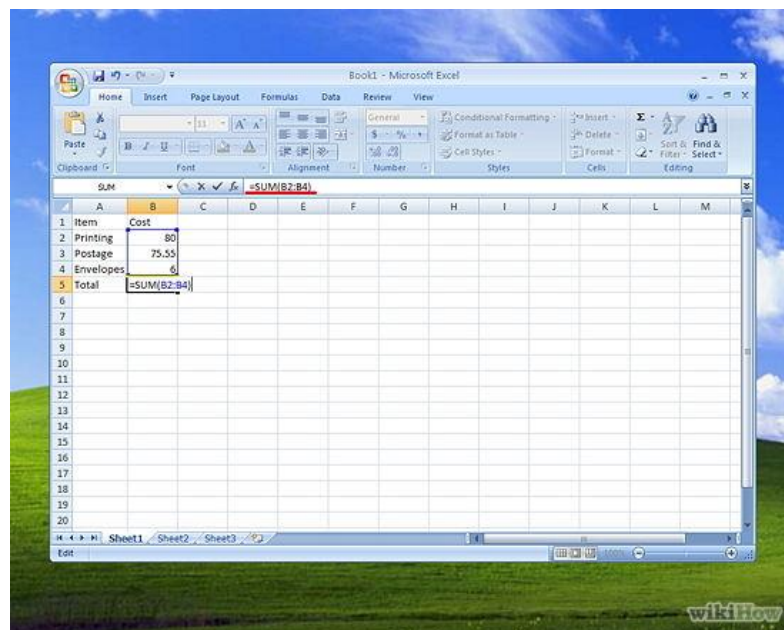 Book1 - Microsoft Excel
Home Insert Page Layout Formulas Data Review View
Paste
11 A A
B I U A
General
$ %
Conditional Formatting
Format as Table
Cell Styles
Insert
Delete
Format
Σ
Sort & Filter
Find & Select
Clipboard Font Alignment Number Styles Cells Editing
SUM fx =SUM(B2:B4)
A B C D E F G H I J K L M
1 Item Cost
2 Printing 80
3 Postage 75.55
4 Envelopes 6
5 Total =SUM(B2:B4)
6
7
8
9
10
11
12
13
14
15
16
17
18
19
20
Sheet1 Sheet2 Sheet3
Edit 100%
wikiHow